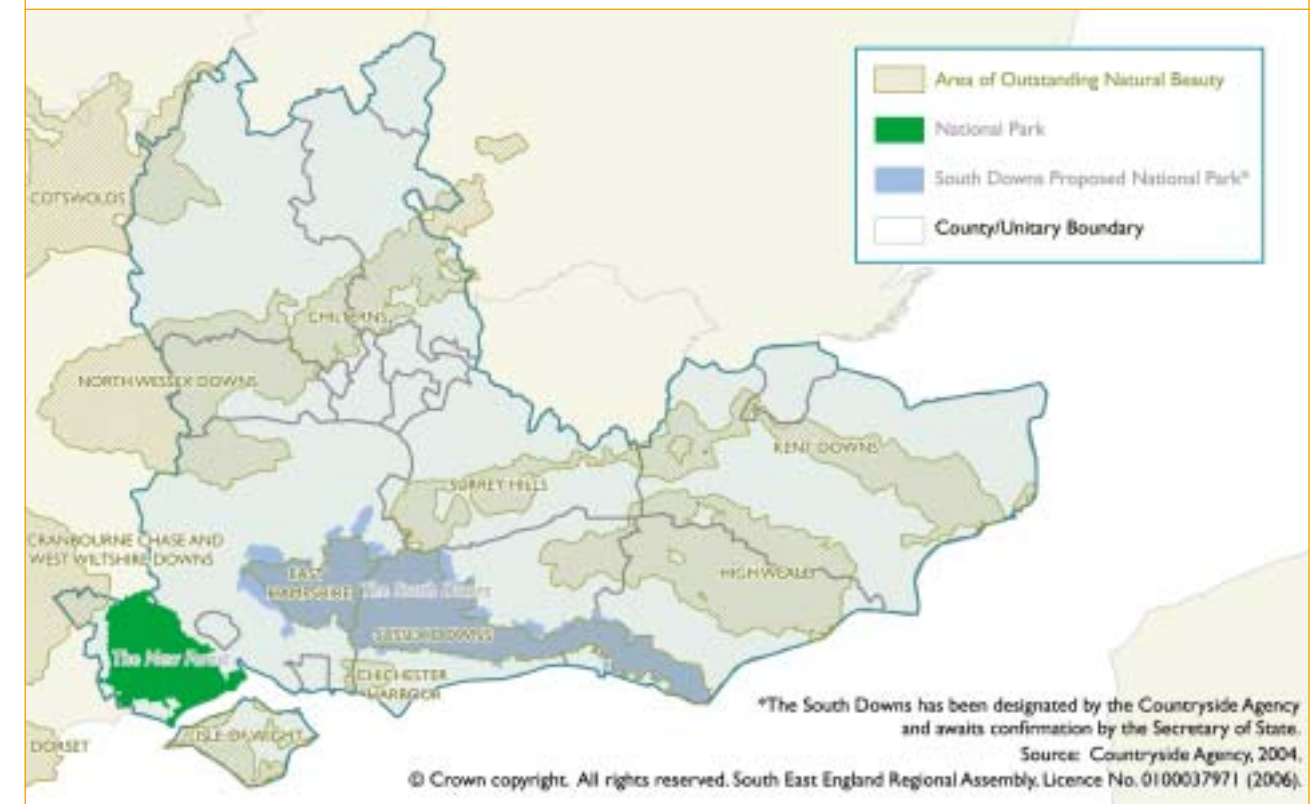 Area of Outstanding Natural Beauty
National Park
South Downs Proposed National Park*
County/Unitary Boundary
COTSWOLDS
CHILTERNS
NORTH WESSEX DOWNS
KENT DOWNS
SURREY HILLS
CRANBOURNE CHASE AND
WEST WILTSHIRE DOWNS
EAST
HAMPSHIRE
The South Downs
HIGH WEALD
SUSSEX DOWNS
The New Forest
CHICHESTER
HARBOUR
ISLE OF WIGHT
DORSET
*The South Downs has been designated by the Countryside Agency
and awaits confirmation by the Secretary of State.
Source: Countryside Agency, 2004.
© Crown copyright. All rights reserved. South East England Regional Assembly. Licence No. 0100037971 (2006).